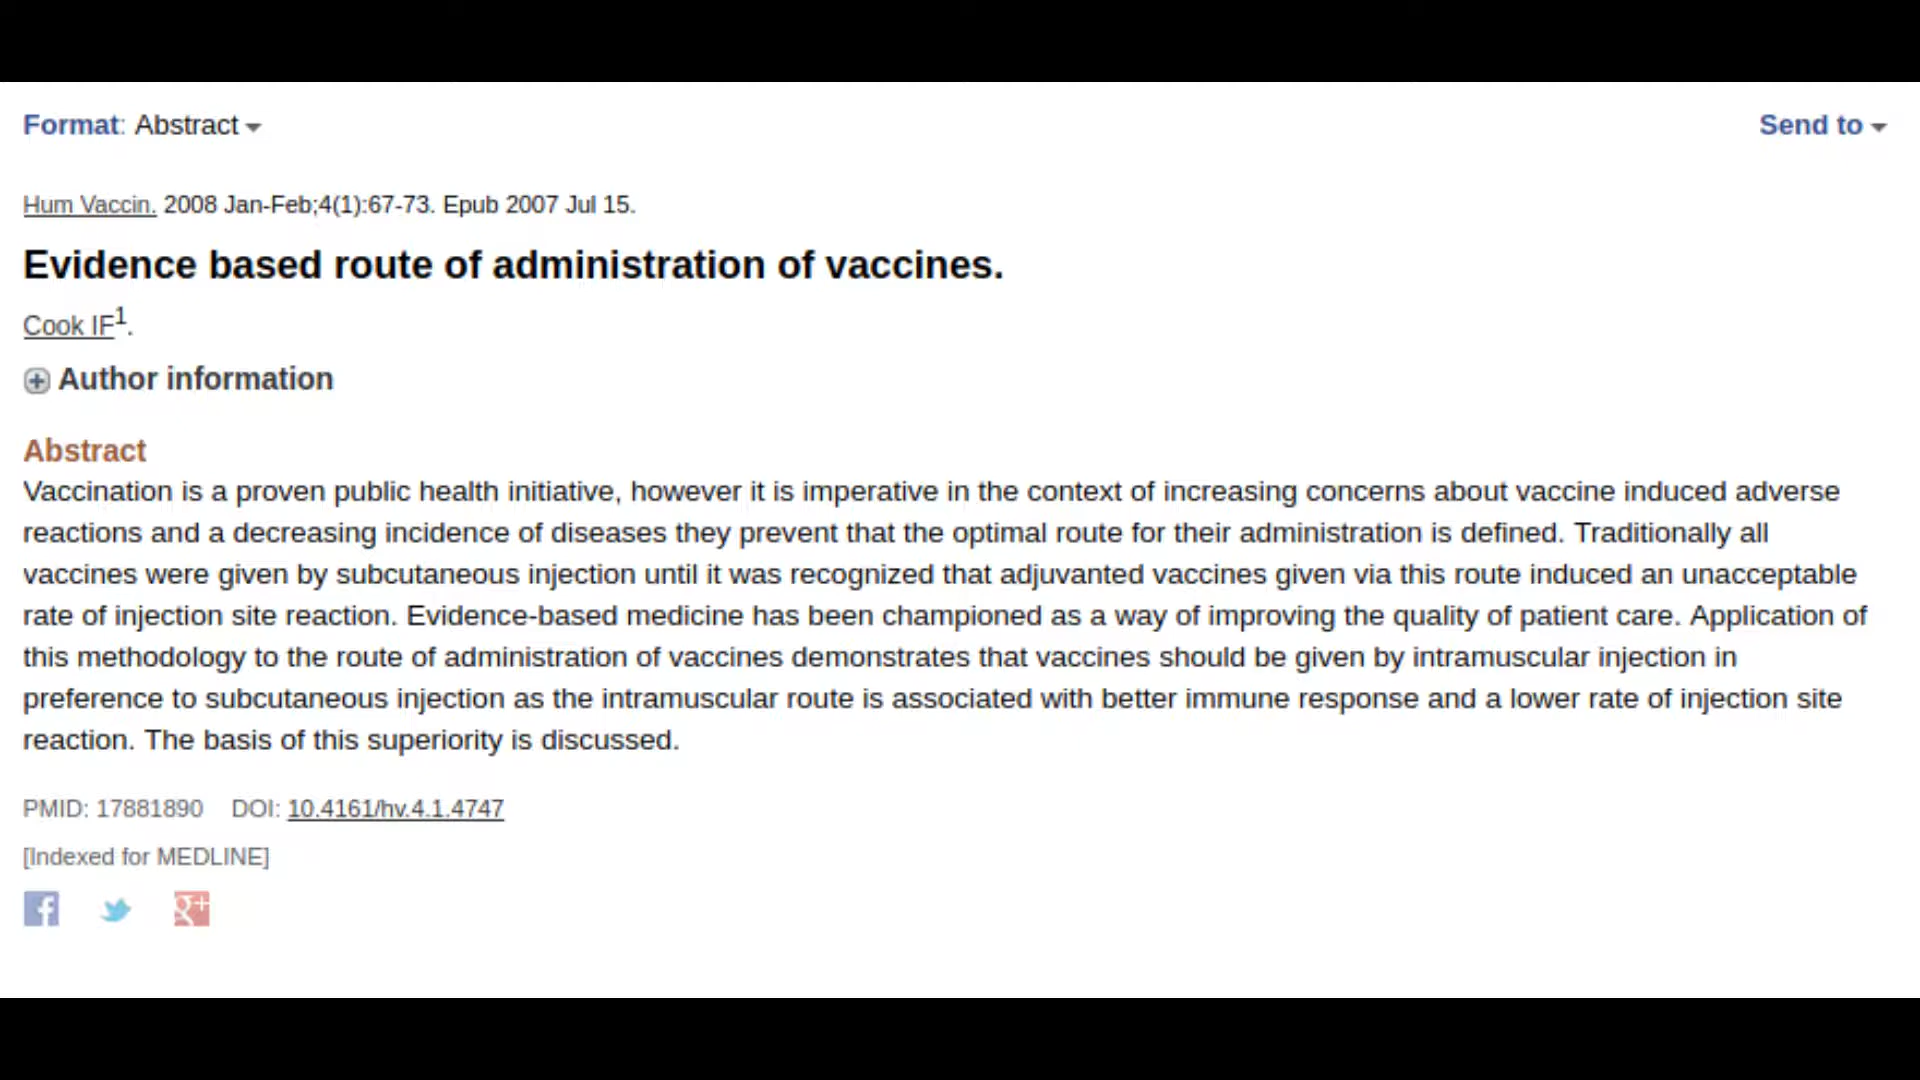 Format: Abstract
Send to
Hum Vaccin. 2008 Jan-Feb;4(1):67-73. Epub 2007 Jul 15.
Evidence based route of administration of vaccines.
Cook IF1.
Author information
Abstract
Vaccination is a proven public health initiative, however it is imperative in the context of increasing concerns about vaccine induced adverse
reactions and a decreasing incidence of diseases they prevent that the optimal route for their administration is defined. Traditionally all
vaccines were given by subcutaneous injection until it was recognized that adjuvanted vaccines given via this route induced an unacceptable
rate of injection site reaction. Evidence-based medicine has been championed as a way of improving the quality of patient care. Application of
this methodology to the route of administration of vaccines demonstrates that vaccines should be given by intramuscular injection in
preference to subcutaneous injection as the intramuscular route is associated with better immune response and a lower rate of injection site
reaction. The basis of this superiority is discussed.
PMID: 17881890 DOI: 10.4161/hv.4.1.4747
[Indexed for MEDLINE]
f g+